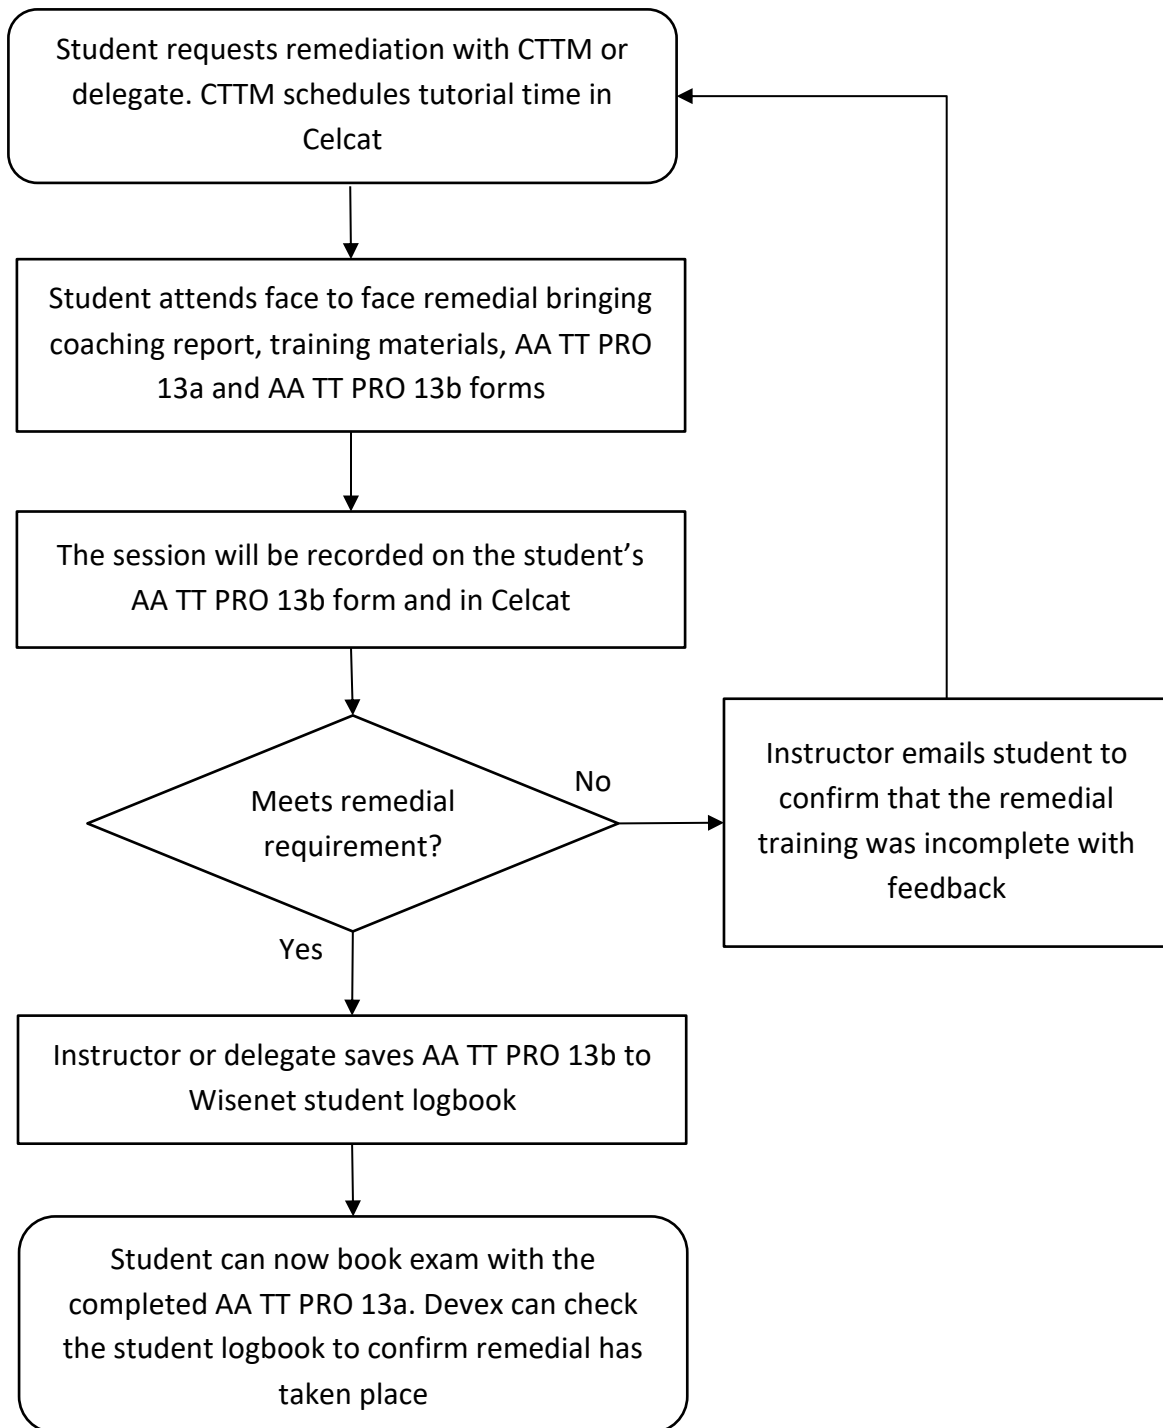 Student requests remediation with CTTM or
delegate. CTTM schedules tutorial time in
Celcat
Student attends face to face remedial bringing
coaching report, training materials, AA TT PRO
13a and AA TT PRO 13b forms
The session will be recorded on the student’s
AA TT PRO 13b form and in Celcat
Meets remedial
requirement?
No
Instructor emails student to
confirm that the remedial
training was incomplete with
feedback
Yes
Instructor or delegate saves AA TT PRO 13b to
Wisenet student logbook
Student can now book exam with the
completed AA TT PRO 13a. Devex can check
the student logbook to confirm remedial has
taken place